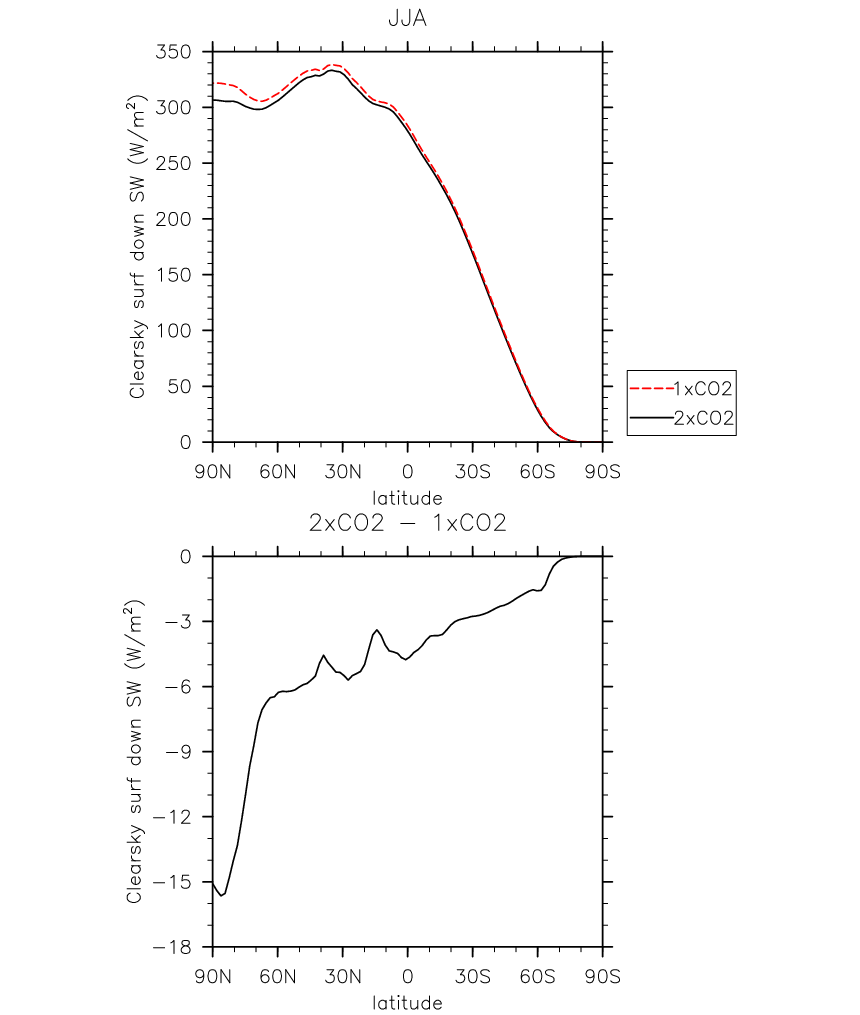 JJA
Clearsky surf down SW (W/m²)
350
300
250
200
150
100
50
0
90N 60N 30N 0 30S 60S 90S
latitude
1xCO2
2xCO2
2xCO2 − 1xCO2
Clearsky surf down SW (W/m²)
0
−3
−6
−9
−12
−15
−18
90N 60N 30N 0 30S 60S 90S
latitude